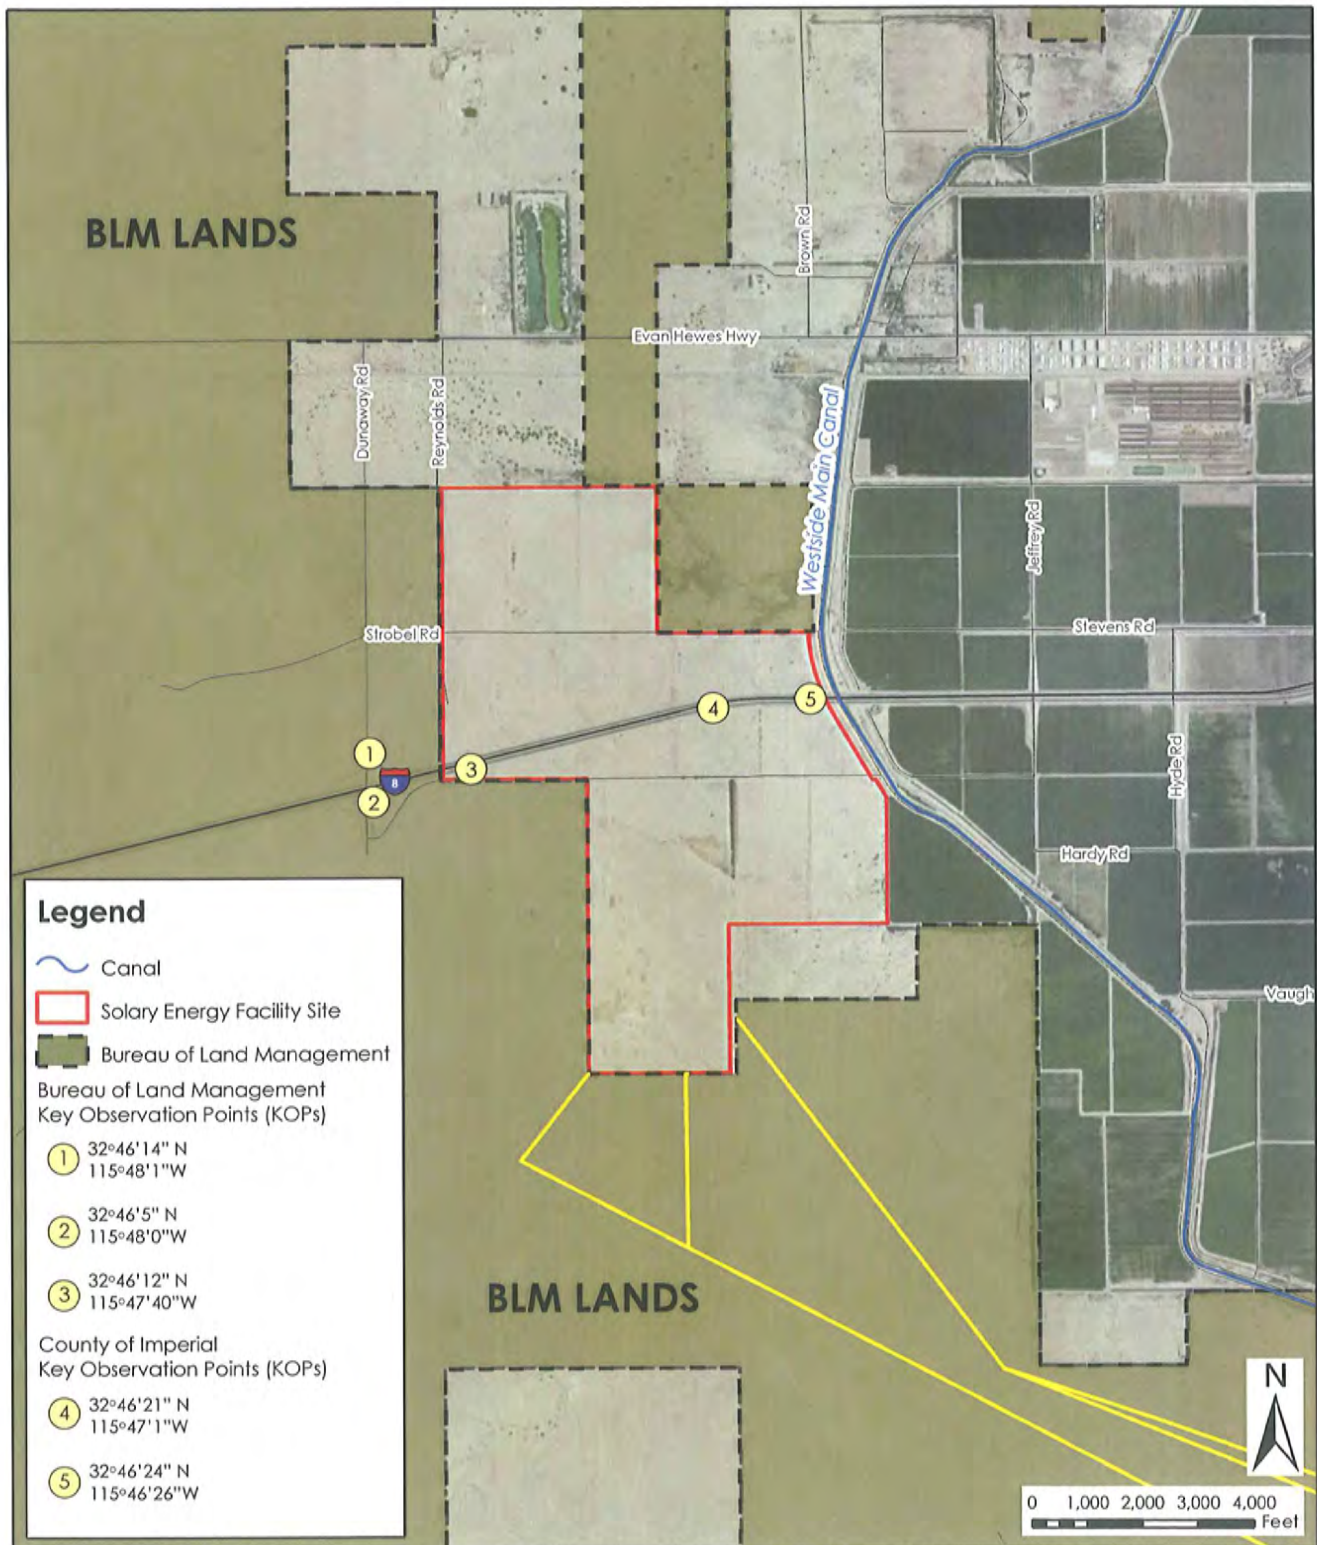 BLM LANDS
Brown Rd
Evan Hewes Hwy
Dunaway Rd
Reynolds Rd
Westside Main Canal
Jeffrey Rd
Strobel Rd
Stevens Rd
4
5
1
3
8
2
Hyde Rd
Hardy Rd
Vaugh
BLM LANDS
Legend
Canal
Solary Energy Facility Site
Bureau of Land Management
Bureau of Land Management
Key Observation Points (KOPs)
1
32°46'14" N
115°48'1"W
2
32°46'5" N
115°48'0"W
3
32°46'12" N
115°47'40"W
County of Imperial
Key Observation Points (KOPs)
4
32°46'21" N
115°47'1"W
5
32°46'24" N
115°46'26"W
N
0 1,000 2,000 3,000 4,000
Feet